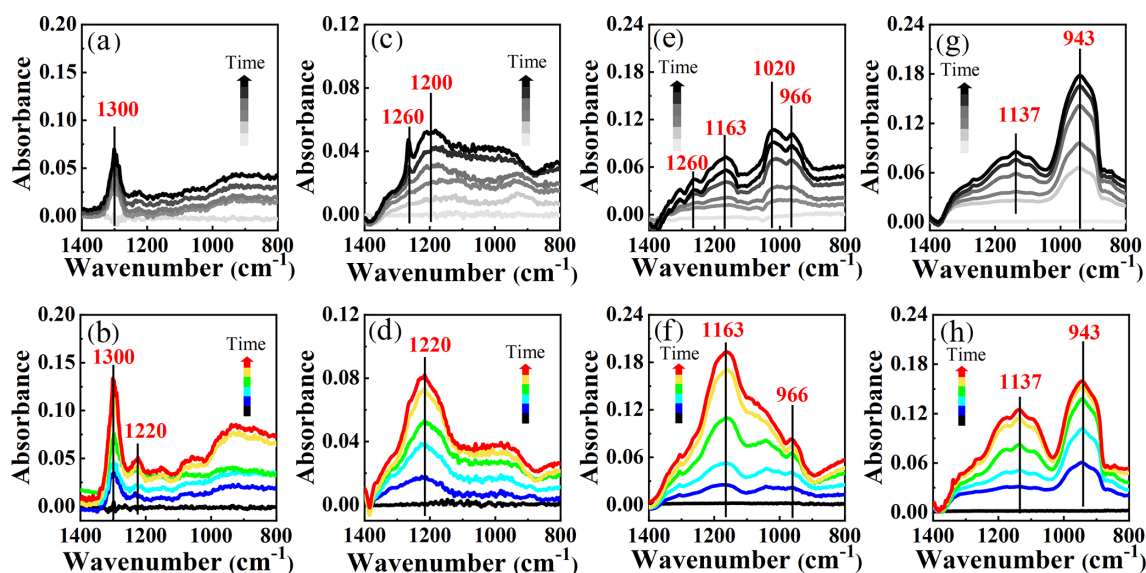 (a)
Absorbance
0.20
0.15
0.10
0.05
0.00
1300
Time
1400 1200 1000 800
Wavenumber (cm-1)
(c)
Absorbance
0.12
0.08
0.04
0.00
1260
1200
Time
1400 1200 1000 800
Wavenumber (cm-1)
(e)
Absorbance
0.24
0.18
0.12
0.06
0.00
Time
1260
1163
1020
966
1400 1200 1000 800
Wavenumber (cm-1)
(g)
Absorbance
0.24
0.18
0.12
0.06
0.00
Time
1137
943
1400 1200 1000 800
Wavenumber (cm-1)
(b)
Absorbance
0.20
0.15
0.10
0.05
0.00
1300
1220
Time
1400 1200 1000 800
Wavenumber (cm-1)
(d)
Absorbance
0.12
0.08
0.04
0.00
1220
Time
1400 1200 1000 800
Wavenumber (cm-1)
(f)
Absorbance
0.24
0.18
0.12
0.06
0.00
Time
1163
966
1400 1200 1000 800
Wavenumber (cm-1)
(h)
Absorbance
0.24
0.18
0.12
0.06
0.00
Time
1137
943
1400 1200 1000 800
Wavenumber (cm-1)